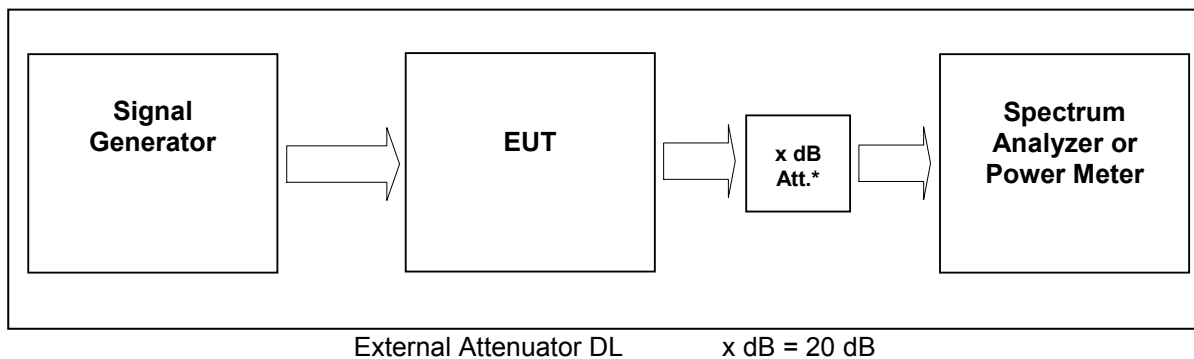 Signal
Generator
EUT
x dB
Att.*
Spectrum
Analyzer or
Power Meter
External Attenuator DL x dB = 20 dB